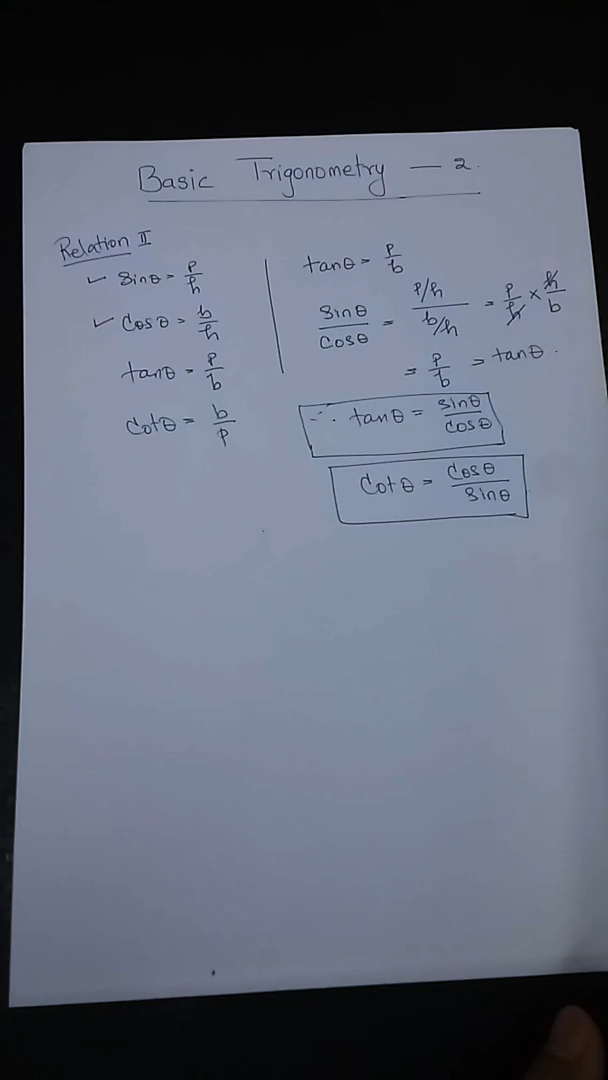 Basic Trigonometry — 2.
Relation II
✓ Sinθ = p/h
✓ Cosθ = b/h
tanθ = p/b
Cotθ = b/p
tanθ = p/b
Sinθ/Cosθ = (p/h)/(b/h) = p/h × h/b
= p/b = tanθ.
∴ tanθ = Sinθ/Cosθ
Cotθ = Cosθ/Sinθ